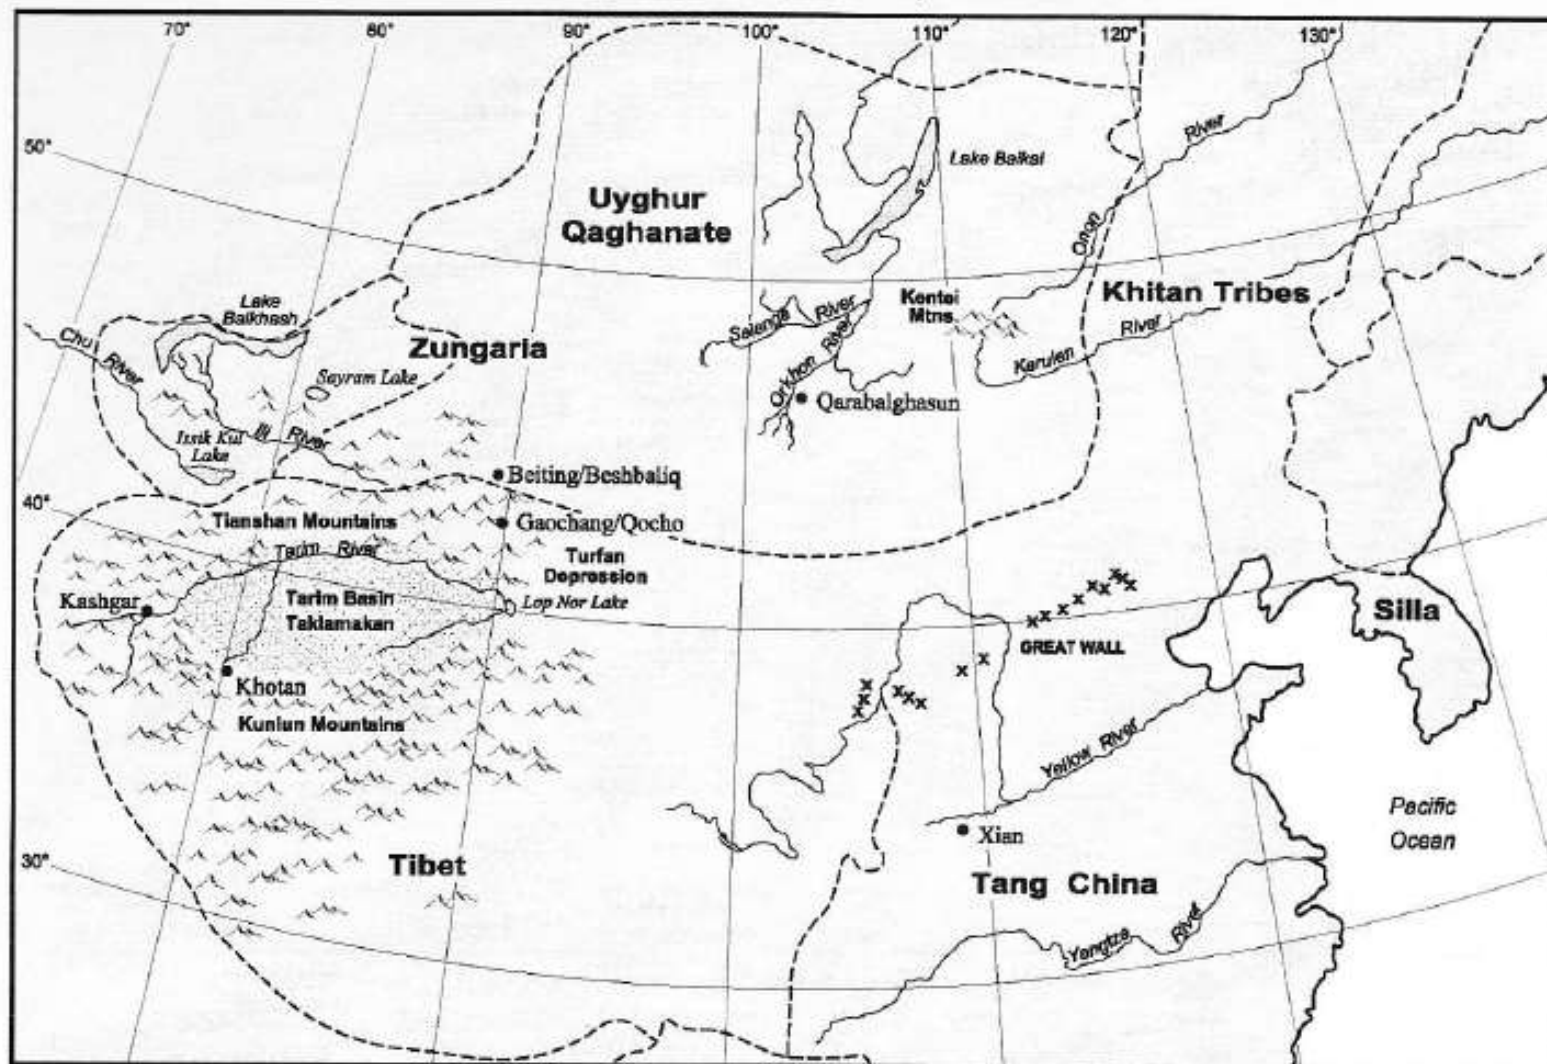 70°
80°
90°
100°
110°
120°
130°
50°
River
Lake Baikal
Uyghur
Qaghanate
Onon
Khitan Tribes
Kentei
Mtns
Lake
Balkhash
Selenga River
River
Chu River
Zungaria
Kerulen
Sayram Lake
Orkhon River
Qarabalghasun
Issik Kul
Lake
Ili River
Beiting/Beshbaliq
40°
Tianshan Mountains
Gaochang/Qocho
Tarim River
Turfan
Depression
Kashgar
Tarim Basin
Taklamakan
Lop Nor Lake
Silla
GREAT WALL
Khotan
Kunlun Mountains
Yellow River
Pacific
Ocean
Xian
30°
Tibet
Tang China
Yangtze River